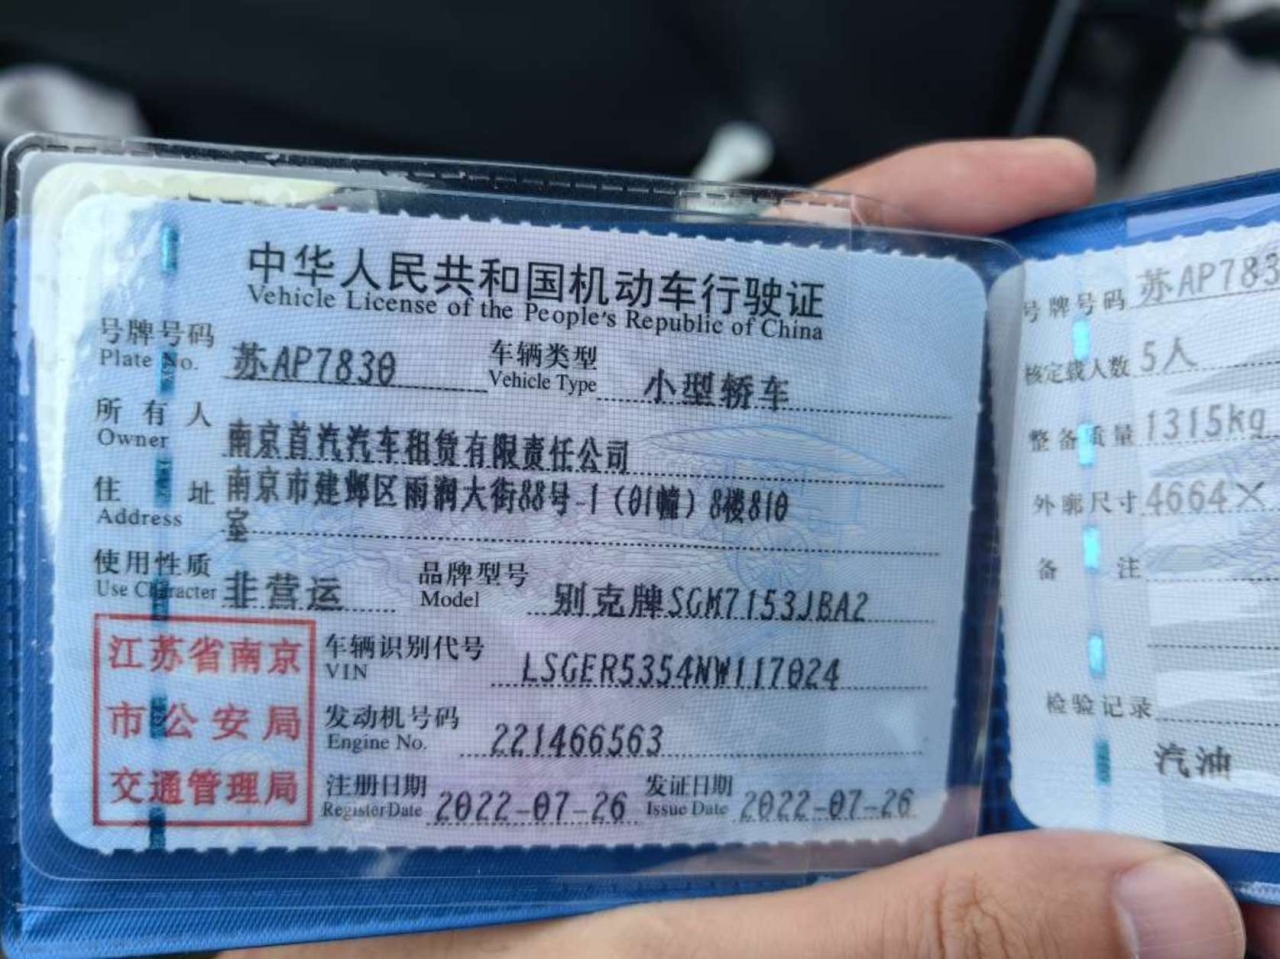 中华人民共和国机动车行驶证
Vehicle License of the People's Republic of China
号牌号码
Plate No.
苏AP7830
车辆类型
Vehicle Type
小型轿车
所有人
Owner
南京首汽汽车租赁有限责任公司
住址
Address
南京市建邺区雨润大街88号-1（01幢）8楼810
室
使用性质
Use Character
非营运
品牌型号
Model
别克牌SGM7153JBA2
江苏省南京
市公安局
交通管理局
车辆识别代号
VIN
LSGER5354NW117024
发动机号码
Engine No.
221466563
注册日期
Register Date
2022-07-26
发证日期
Issue Date
2022-07-26
号牌号码
苏AP783
核定载人数
5人
整备质量
1315kg
外廓尺寸
4664×
备注
检验记录
汽油